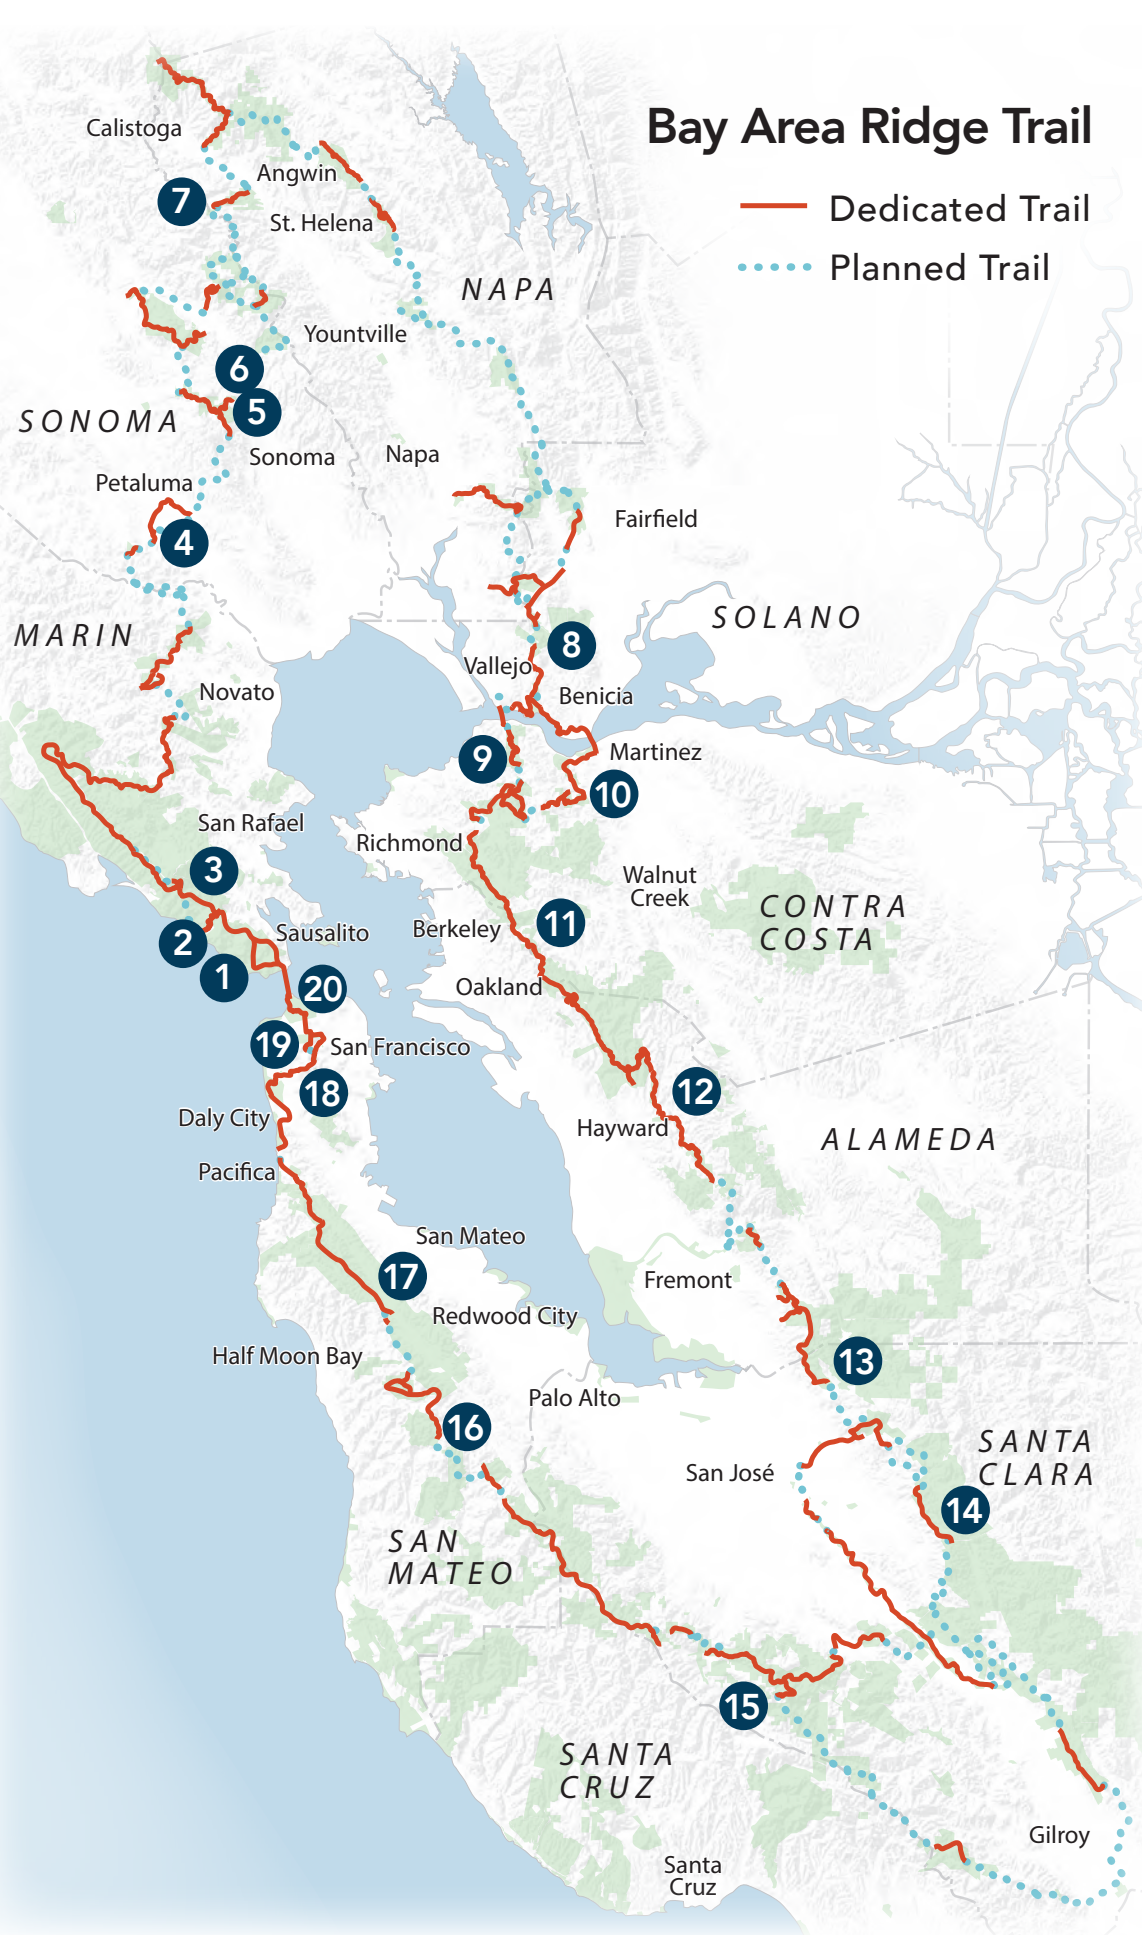 Bay Area Ridge Trail
Dedicated Trail
Planned Trail
Calistoga
Angwin
7
St. Helena
NAPA
Yountville
6
5
SONOMA
Sonoma
Napa
Petaluma
Fairfield
4
SOLANO
MARIN
8
Vallejo
Novato
Benicia
9
Martinez
10
San Rafael
Richmond
3
Walnut
Creek
CONTRA
COSTA
11
Berkeley
Sausalito
2
1
20
Oakland
19
San Francisco
18
12
Daly City
Hayward
ALAMEDA
Pacifica
San Mateo
17
Fremont
Redwood City
Half Moon Bay
13
Palo Alto
16
SANTA
CLARA
San José
14
SAN
MATEO
15
SANTA
CRUZ
Gilroy
Santa
Cruz